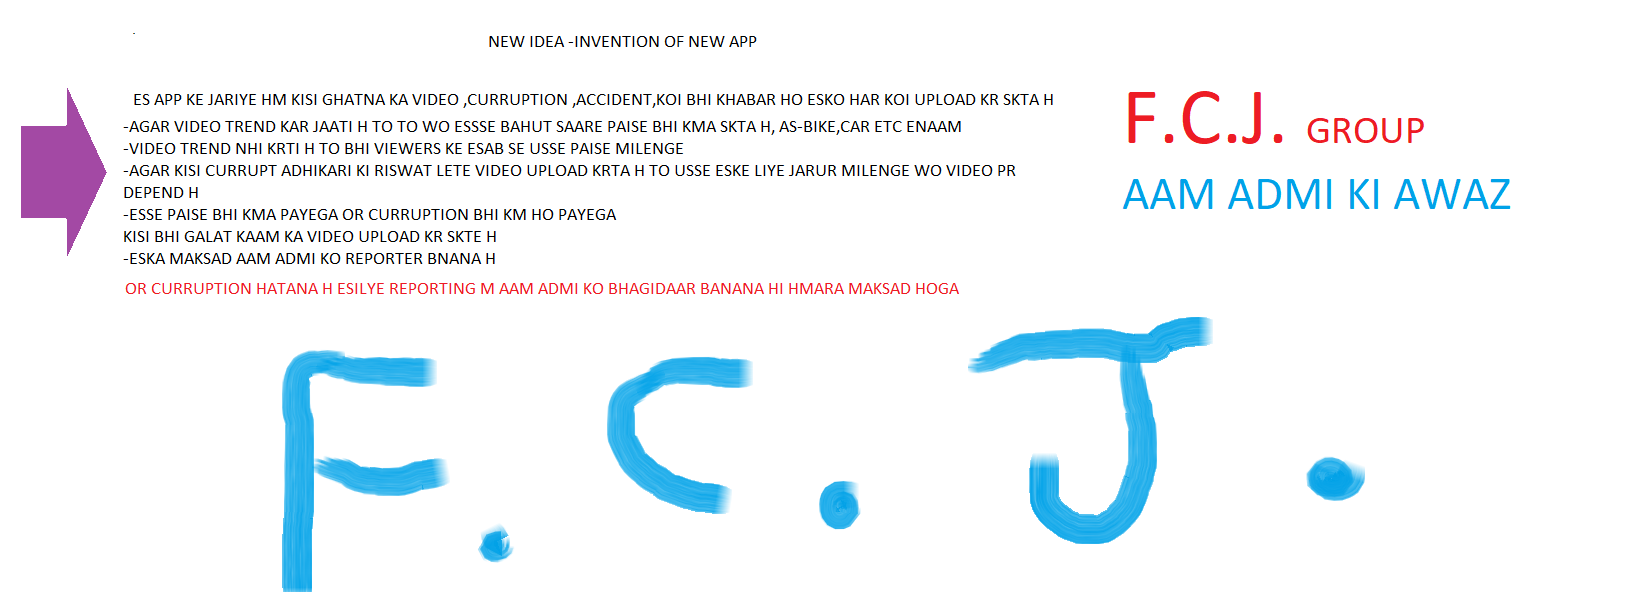 NEW IDEA -INVENTION OF NEW APP
ES APP KE JARIYE HM KISI GHATNA KA VIDEO ,CURRUPTION ,ACCIDENT,KOI BHI KHABAR HO ESKO HAR KOI UPLOAD KR SKTA H
-AGAR VIDEO TREND KAR JAATI H TO TO WO ESSSE BAHUT SAARE PAISE BHI KMA SKTA H, AS-BIKE,CAR ETC ENAAM
-VIDEO TREND NHI KRTI H TO BHI VIEWERS KE ESAB SE USSE PAISE MILENGE
-AGAR KISI CURRUPT ADHIKARI KI RISWAT LETE VIDEO UPLOAD KRTA H TO USSE ESKE LIYE JARUR MILENGE WO VIDEO PR
DEPEND H
-ESSE PAISE BHI KMA PAYEGA OR CURRUPTION BHI KM HO PAYEGA
KISI BHI GALAT KAAM KA VIDEO UPLOAD KR SKTE H
-ESKA MAKSAD AAM ADMI KO REPORTER BNANA H
OR CURRUPTION HATANA H ESILYE REPORTING M AAM ADMI KO BHAGIDAAR BANANA HI HMARA MAKSAD HOGA
F.C.J. GROUP
AAM ADMI KI AWAZ
F.C.J.